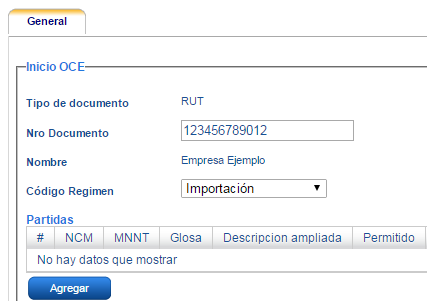 General
Inicio OCE
Tipo de documento RUT
Nro Documento 123456789012
Nombre Empresa Ejemplo
Código Regimen Importación
Partidas
# NCM MNNT Glosa Descripcion ampliada Permitido
No hay datos que mostrar
Agregar